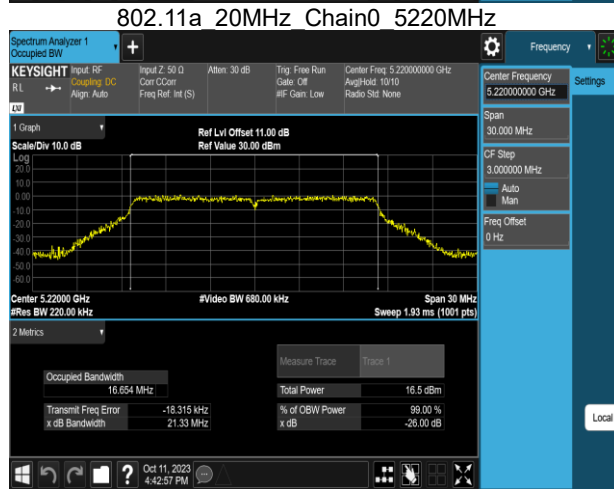 802.11a_20MHz_Chain0_5220MHz
Spectrum Analyzer 1
Occupied BW
Frequency
KEYSIGHT
Input: RF
Coupling: DC
Align: Auto
RL
LXI
Input Z: 50 Ω
Corr CCorr
Freq Ref: Int (S)
Atten: 30 dB
Trig: Free Run
Gate: Off
#IF Gain: Low
Center Freq: 5.220000000 GHz
Avg|Hold: 10/10
Radio Std: None
Center Frequency
5.220000000 GHz
Settings
Span
30.000 MHz
CF Step
3.000000 MHz
Auto
Man
Freq Offset
0 Hz
1 Graph
Scale/Div 10.0 dB
Ref Lvl Offset 11.00 dB
Ref Value 30.00 dBm
Log
20.0
10.0
0.00
-10.0
-20.0
-30.0
-40.0
-50.0
-60.0
Center 5.22000 GHz
#Video BW 680.00 kHz
Span 30 MHz
#Res BW 220.00 kHz
Sweep 1.93 ms (1001 pts)
2 Metrics
Measure Trace
Trace 1
Occupied Bandwidth
16.654 MHz
Total Power
16.5 dBm
Transmit Freq Error
-18.315 kHz
% of OBW Power
99.00 %
x dB Bandwidth
21.33 MHz
x dB
-26.00 dB
Local
?
Oct 11, 2023
4:42:57 PM